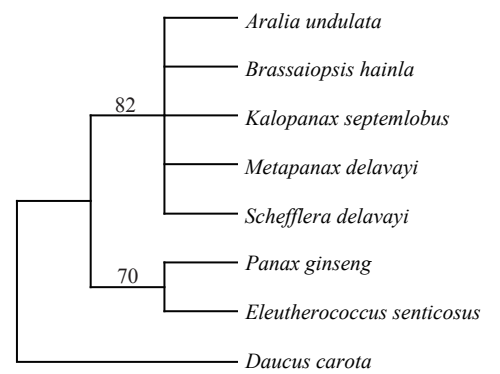 Aralia undulata
Brassaiopsis hainla
82
Kalopanax septemlobus
Metapanax delavayi
Schefflera delavayi
Panax ginseng
70
Eleutherococcus senticosus
Daucus carota